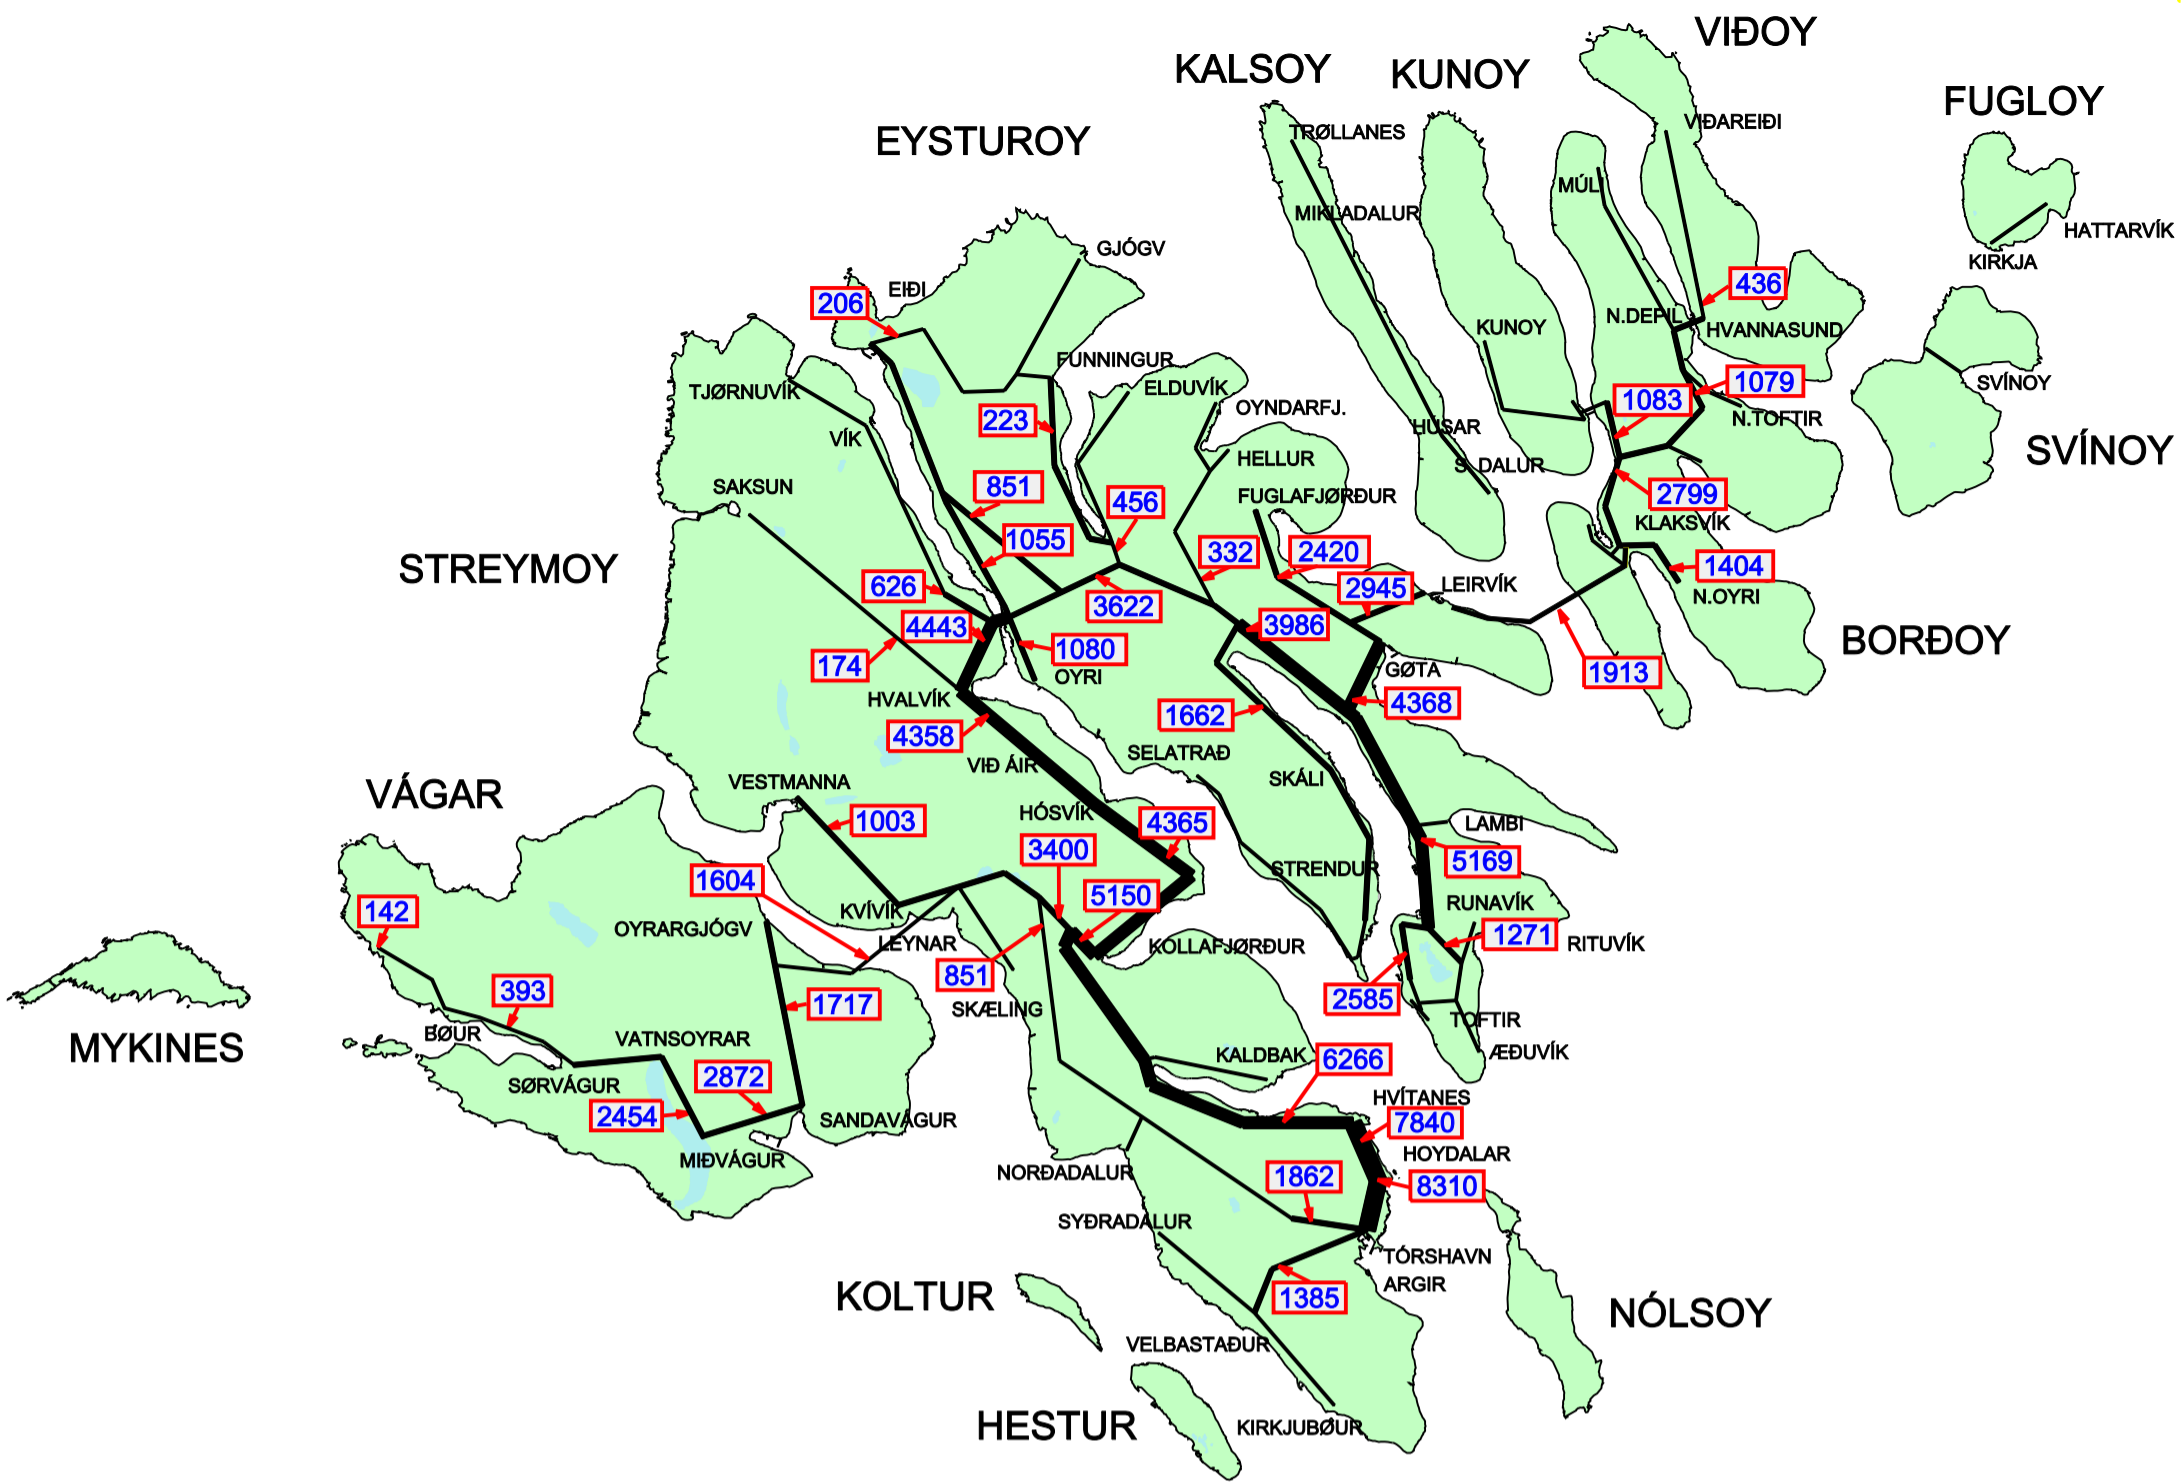 VIÐOY
KALSOY
KUNOY
FUGLOY
EYSTUROY
TRØLLANES
VIÐAREIÐI
MÚLI
MIKLADALUR
HATTARVÍK
KIRKJA
GJÓGV
EIÐI
206
436
N.DEPIL
HVANNASUND
KUNOY
FUNNINGUR
ELDUVÍK
OYNDARFJ.
TJØRNUVÍK
1079
1083
SVÍNOY
N.TOFTIR
223
VÍK
HÚSAR
HELLUR
S. DALUR
SVÍNOY
SAKSUN
851
456
FUGLAFJØRÐUR
2799
KLAKSVÍK
STREYMOY
1055
332
2420
1404
626
2945
LEIRVÍK
N.OYRI
3622
4443
3986
BORÐOY
174
1080
OYRI
GØTA
1913
HVALVÍK
4368
1662
4358
SELATRAÐ
VIÐ ÁIR
SKÁLI
VÁGAR
VESTMANNA
HÓSVÍK
1003
4365
LAMBI
3400
5169
STRENDUR
1604
5150
142
KVÍVÍK
RUNAVÍK
OYRARGJÓGV
LEYNAR
KOLLAFJØRÐUR
1271
RITUVÍK
851
393
1717
SKÆLING
2585
TOFTIR
MYKINES
BØUR
VATNSOYRAR
KALDBAK
6266
ÆÐUVÍK
SØRVÁGUR
2872
HVÍTANES
2454
SANDAVÁGUR
7840
MIÐVÁGUR
HOYDALAR
NORÐADALUR
1862
8310
SYÐRADALUR
TÓRSHAVN
ARGIR
KOLTUR
1385
NÓLSOY
VELBASTAÐUR
HESTUR
KIRKJUBØUR